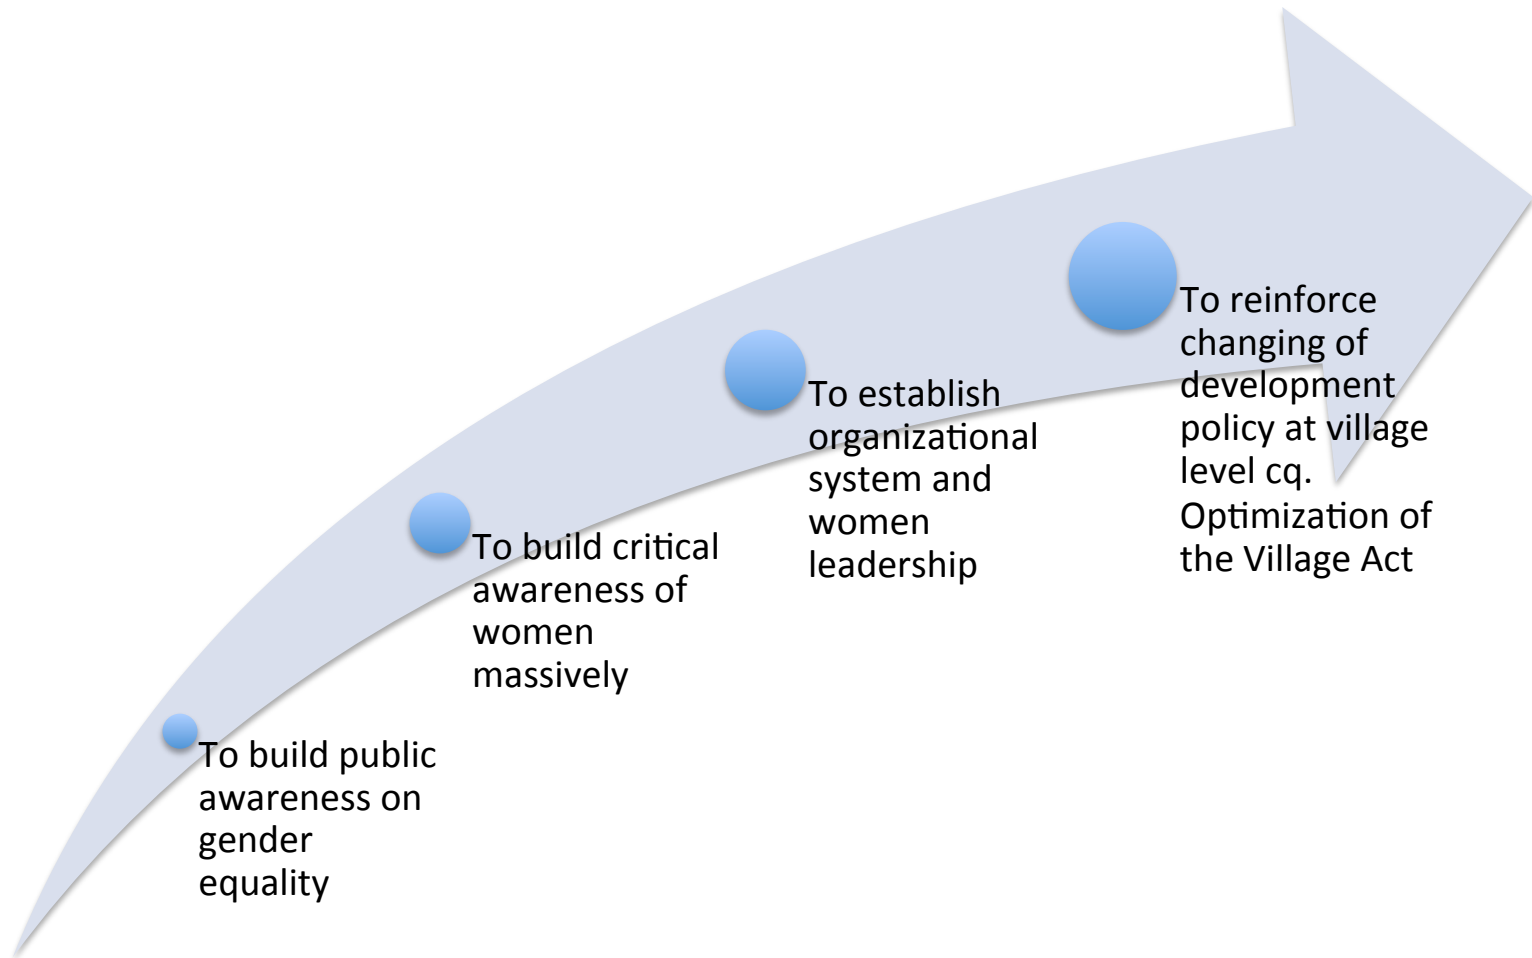 To build public
awareness on
gender
equality
To build critical
awareness of
women
massively
To establish
organizational
system and
women
leadership
To reinforce
changing of
development
policy at village
level cq.
Optimization of
the Village Act